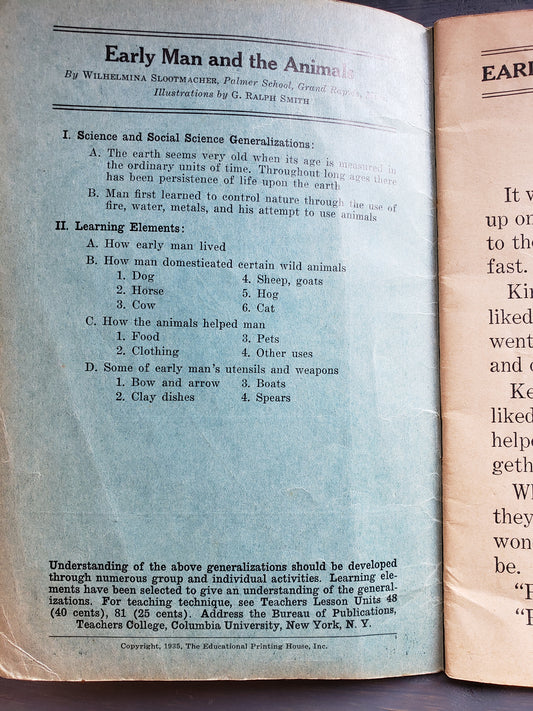 Early Man and the Animals
By WILHELMINA SLOOTMACHER, Palmer School, Grand Rapids,
Illustrations by G. RALPH SMITH
I. Science and Social Science Generalizations:
A. The earth seems very old when its age is measured in
the ordinary units of time. Throughout long ages there
has been persistence of life upon the earth
B. Man first learned to control nature through the use of
fire, water, metals, and his attempt to use animals
II. Learning Elements:
A. How early man lived
B. How man domesticated certain wild animals
1. Dog 4. Sheep, goats
2. Horse 5. Hog
3. Cow 6. Cat
C. How the animals helped man
1. Food 3. Pets
2. Clothing 4. Other uses
D. Some of early man's utensils and weapons
1. Bow and arrow 3. Boats
2. Clay dishes 4. Spears
Understanding of the above generalizations should be developed
through numerous group and individual activities. Learning ele-
ments have been selected to give an understanding of the general-
izations. For teaching technique, see Teachers Lesson Units 48
(40 cents), 81 (25 cents). Address the Bureau of Publications,
Teachers College, Columbia University, New York, N. Y.
Copyright, 1935, The Educational Printing House, Inc.
EARL
It w
up on
to the
fast.
Kin
liked
went
and c
Ke
liked
helpe
geth
Wh
they
won
be.
"F
"F